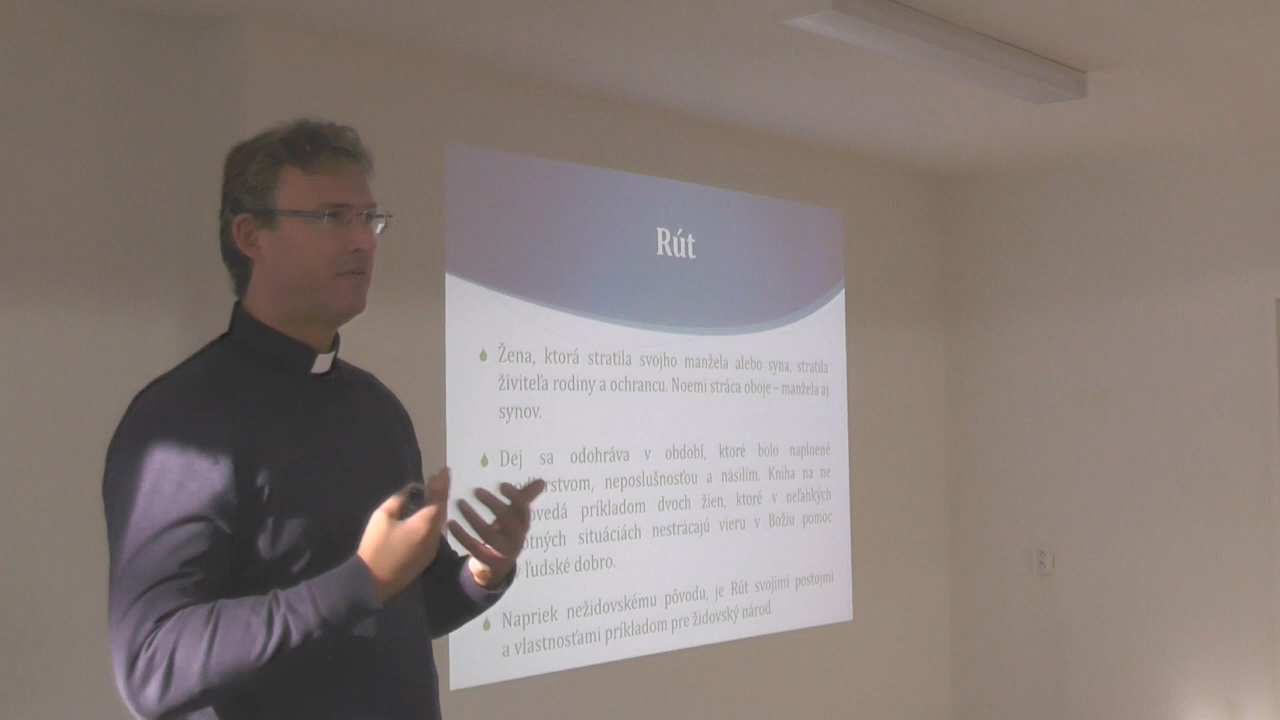 Rút
Žena, ktorá stratila svojho manžela alebo syna, stratila
živiteľa rodiny a ochrancu. Noemi stráca oboje – manžela aj
synov.
Dej sa odohráva v období, ktoré bolo naplnené
neposlušnosťou a násilím. Kniha na ne
príkladom dvoch žien, ktoré v neľahkých
situáciách nestrácajú vieru v Božiu pomoc
ľudské dobro.
Napriek nežidovskému pôvodu, je Rút svojimi postojmi
a vlastnosťami príkladom pre židovský národ